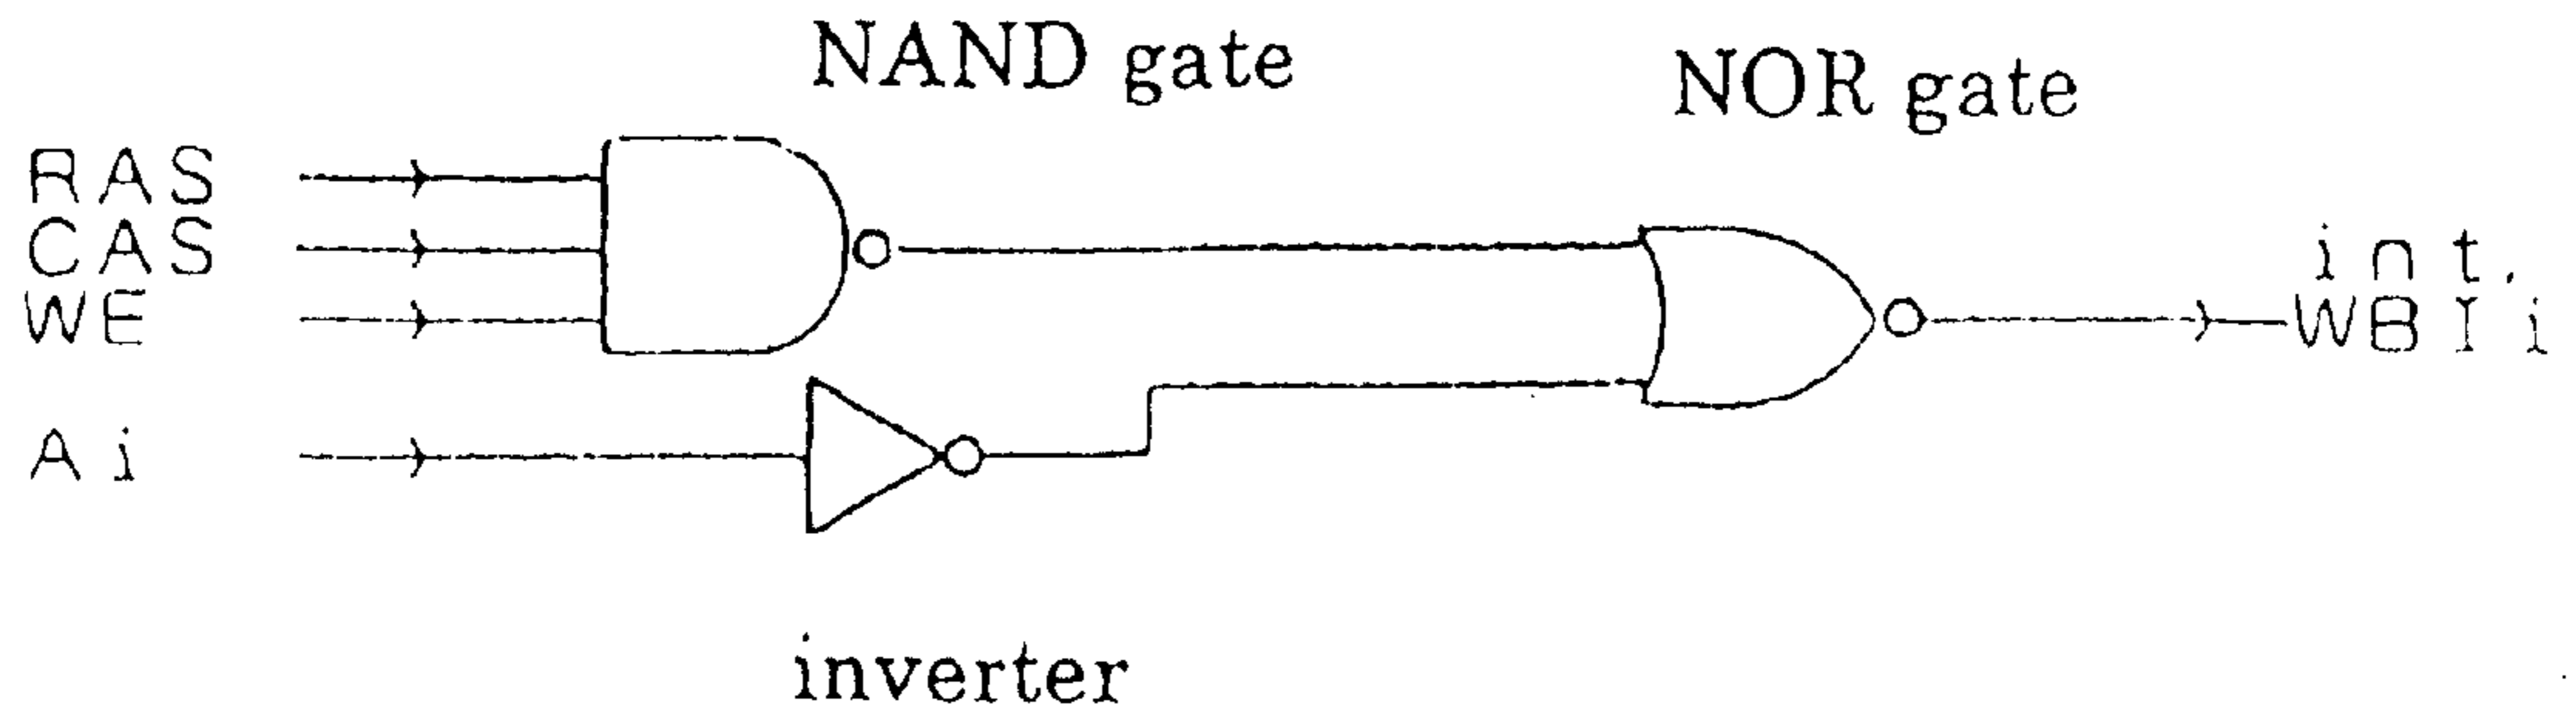 NAND gate
NOR gate
RAS
CAS
WE
Ai
int.
WBIi
inverter